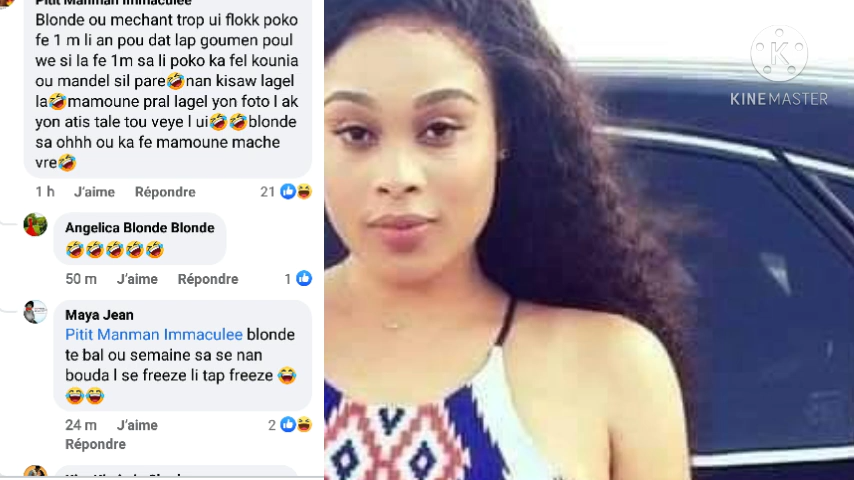 Pitit Manman Immaculee
Blonde ou mechant trop ui flokk poko
fe 1 m li an pou dat lap goumen poul
we si la fe 1m sa li poko ka fel kounia
ou mandel sil pare🤣nan kisaw lagel
la🤣mamoune pral lagel yon foto l ak
yon atis tale tou veye l ui🤣🤣blonde
sa ohhh ou ka fe mamoune mache
vre🤣
1 h J'aime Répondre 21
Angelica Blonde Blonde
🤣🤣🤣🤣🤣
50 m J'aime Répondre 1
Maya Jean
Pitit Manman Immaculee blonde
te bal ou semaine sa se nan
bouda l se freeze li tap freeze 😂
😂😂
24 m J'aime 2
Répondre
K
KINEMASTER